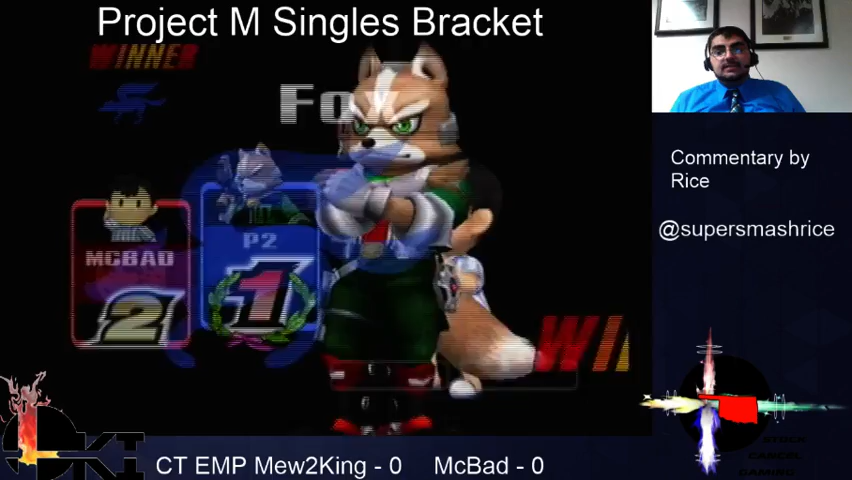 Project M Singles Bracket
WINNER
Fox
Commentary by
Rice
@supersmashrice
MCBAD
P2
2
1
WIN
STOCK
CANCEL
GAMING
OKI
CT EMP Mew2King - 0 McBad - 0